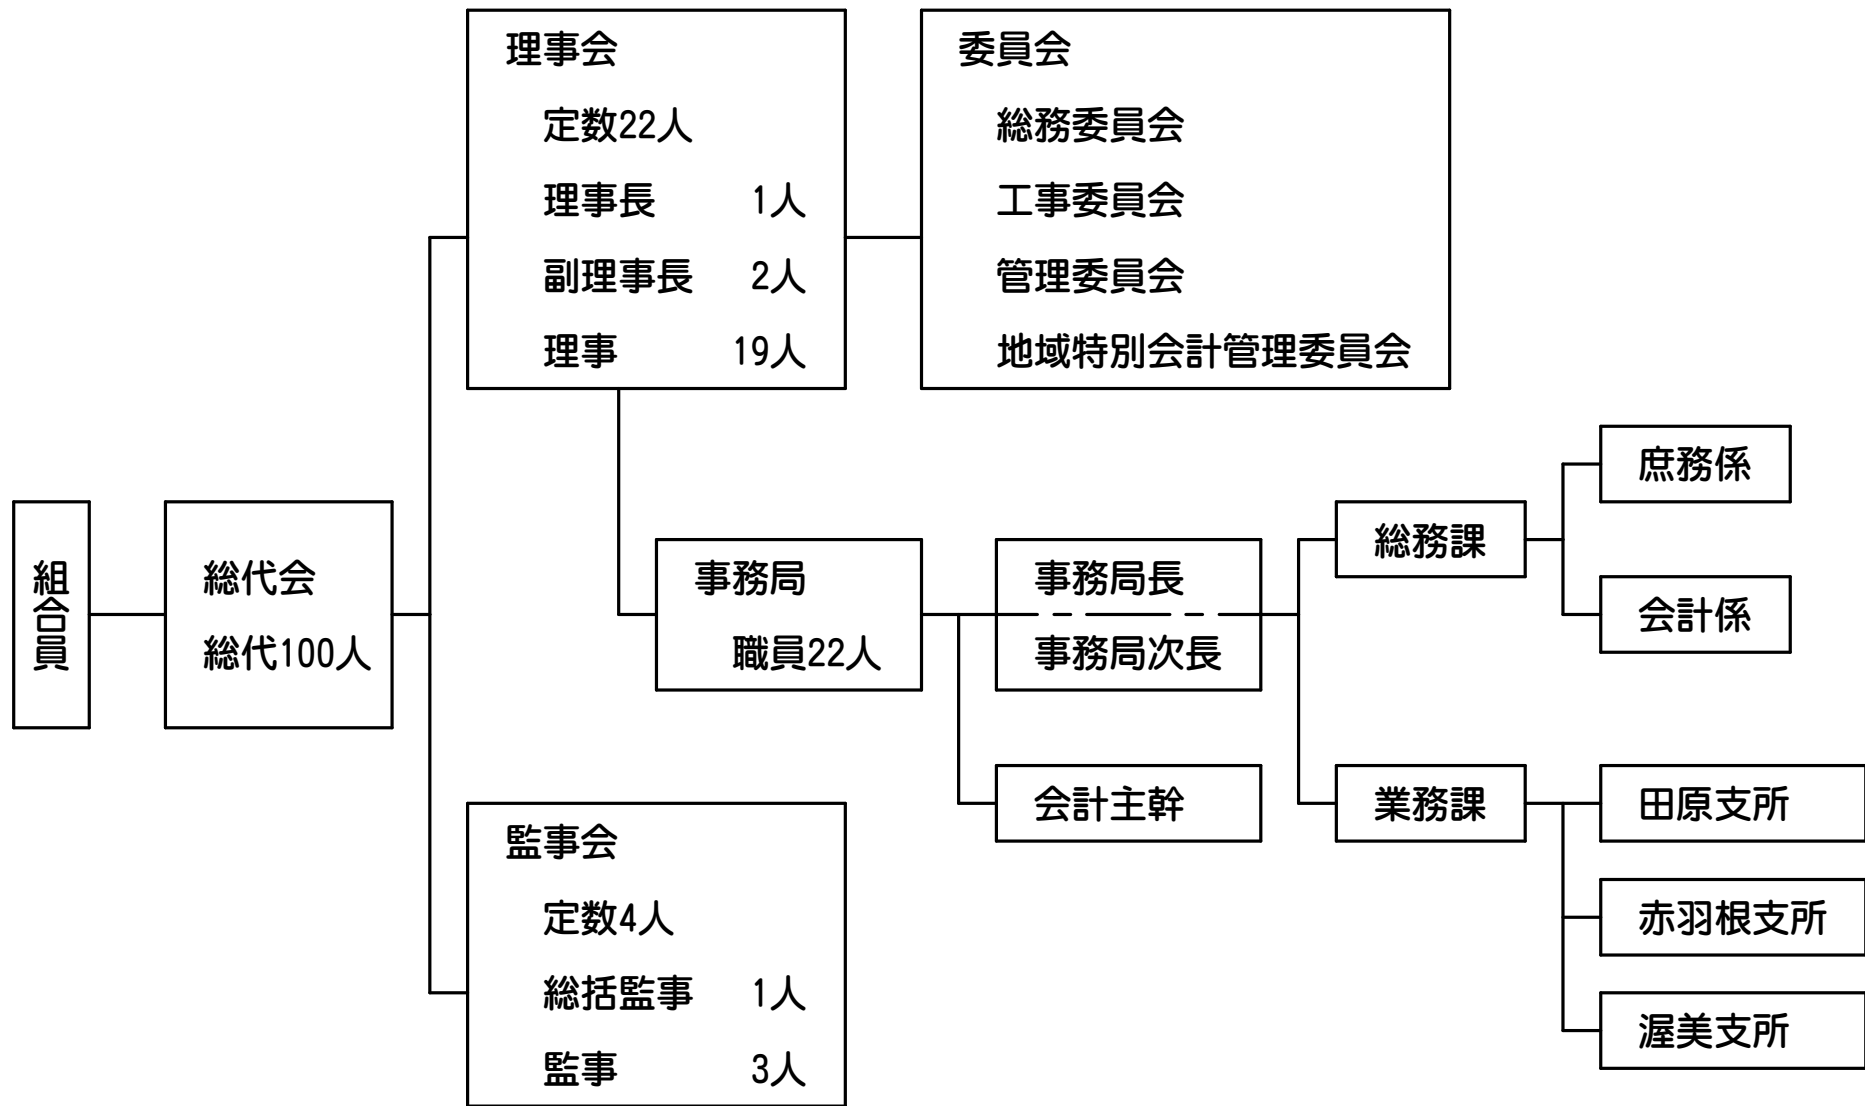 組合員
総代会
総代100人
理事会
定数22人
理事長 1人
副理事長 2人
理事 19人
委員会
総務委員会
工事委員会
管理委員会
地域特別会計管理委員会
事務局
職員22人
事務局長
事務局次長
会計主幹
総務課
庶務係
会計係
業務課
田原支所
赤羽根支所
渥美支所
監事会
定数4人
総括監事 1人
監事 3人